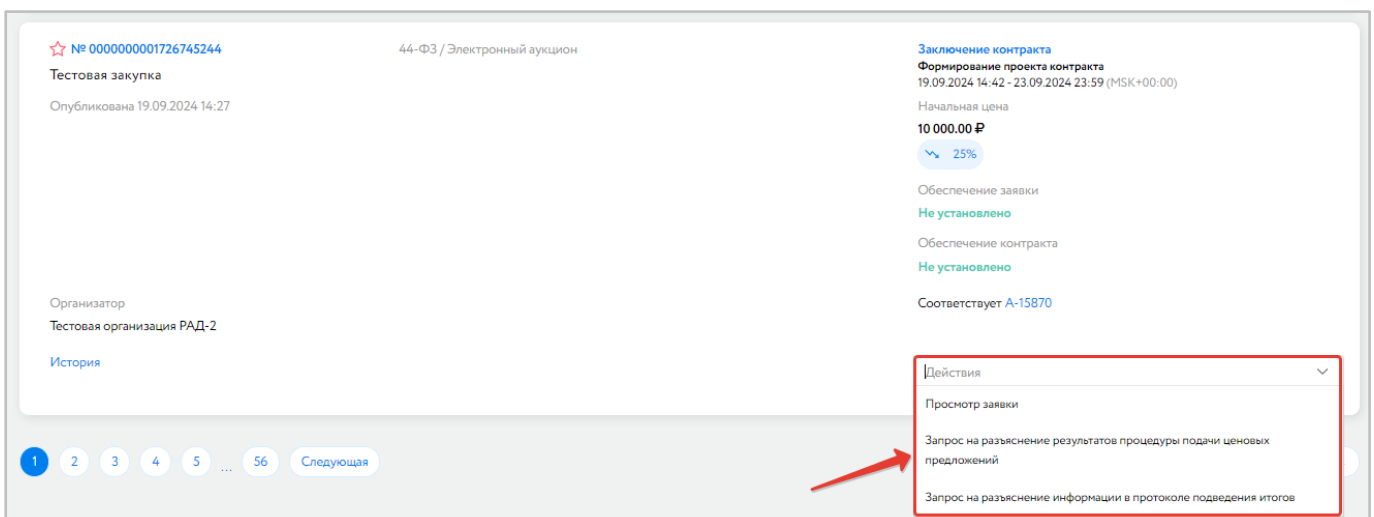 № 0000000001726745244
44-ФЗ / Электронный аукцион
Тестовая закупка
Опубликована 19.09.2024 14:27
Заключение контракта
Формирование проекта контракта
19.09.2024 14:42 - 23.09.2024 23:59 (MSK+00:00)
Начальная цена
10 000.00 ₽
25%
Обеспечение заявки
Не установлено
Обеспечение контракта
Не установлено
Организатор
Тестовая организация РАД-2
Соответствует А-15870
История
Действия
Просмотр заявки
Запрос на разъяснение результатов процедуры подачи ценовых
предложений
Запрос на разъяснение информации в протоколе подведения итогов
1 2 3 4 5 ... 56 Следующая